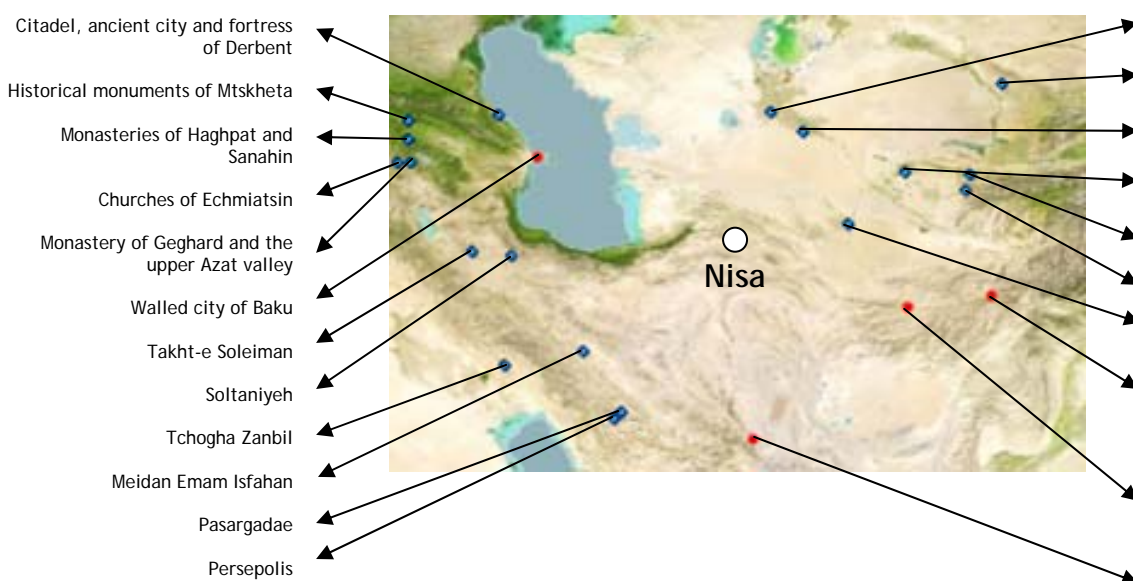 Citadel, ancient city and fortress
of Derbent
Historical monuments of Mtskheta
Monasteries of Haghpat and
Sanahin
Churches of Echmiatsin
Monastery of Geghard and the
upper Azat valley
Walled city of Baku
Takht-e Soleiman
Soltaniyeh
Tchogha Zanbil
Meidan Emam Isfahan
Pasargadae
Persepolis
Nisa